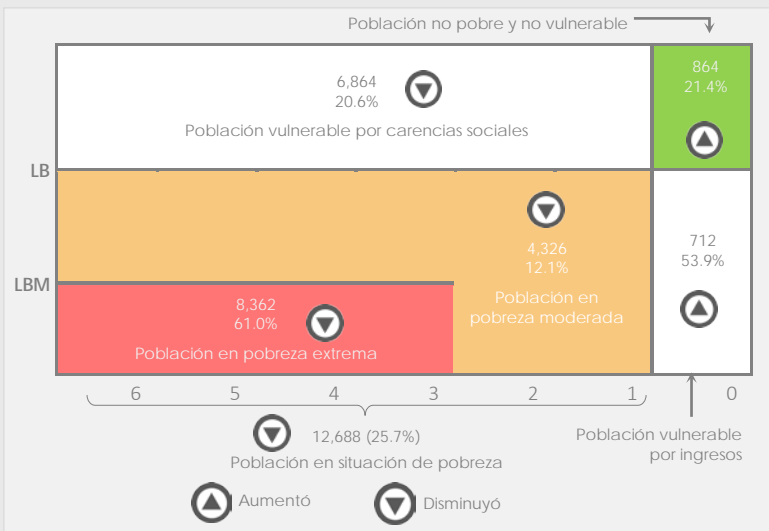 Población no pobre y no vulnerable
6,864
20.6%
Población vulnerable por carencias sociales
864
21.4%
LB
4,326
12.1%
Población en
pobreza moderada
712
53.9%
LBM
8,362
61.0%
Población en pobreza extrema
6 5 4 3 2 1 0
12,688 (25.7%)
Población en situación de pobreza
Población vulnerable
por ingresos
Aumentó
Disminuyó